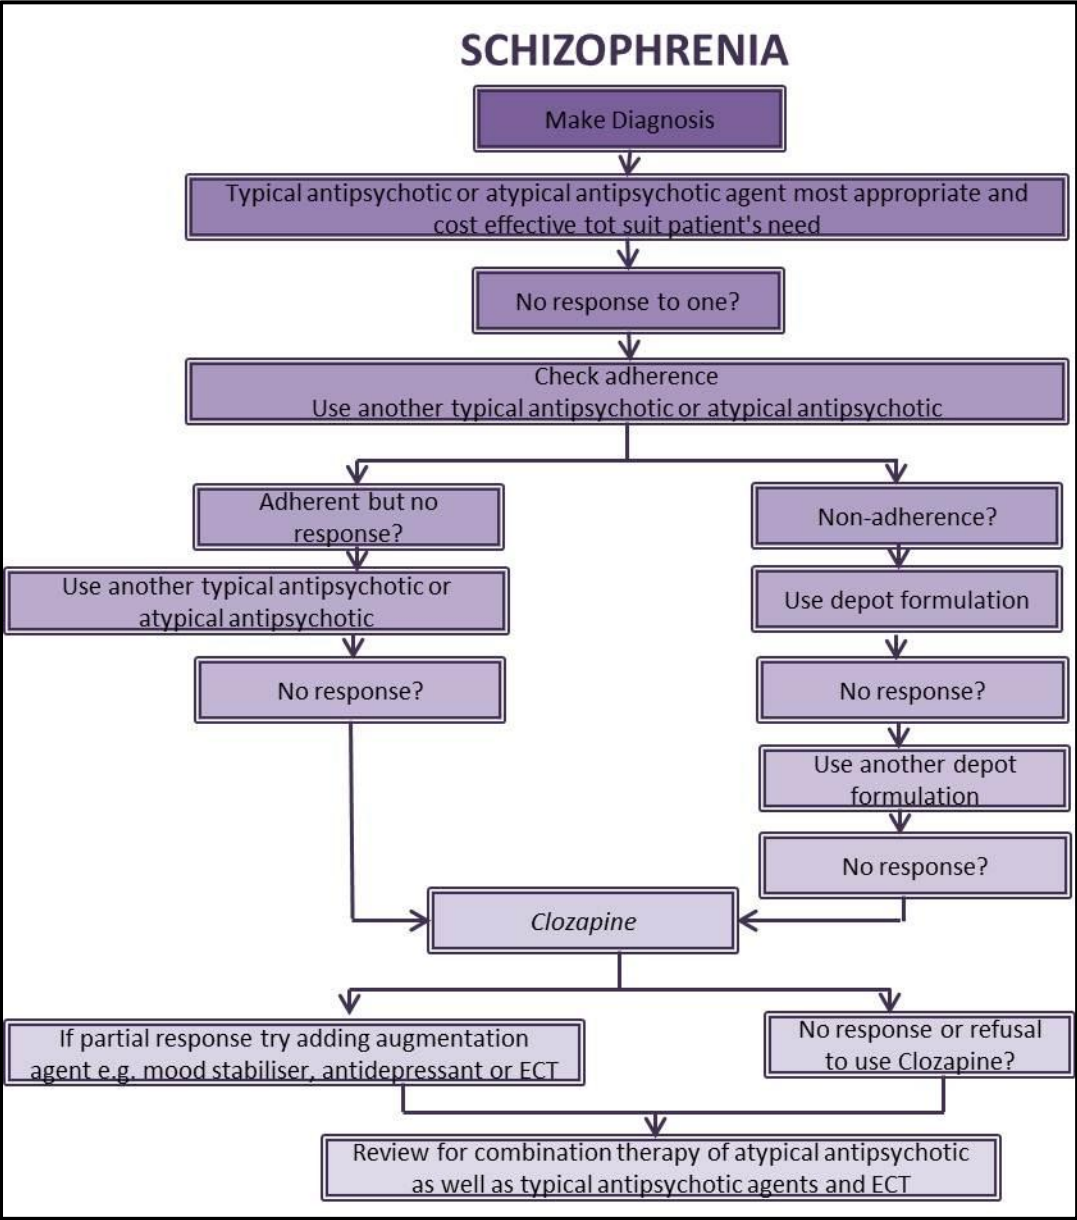 SCHIZOPHRENIA
Make Diagnosis
Typical antipsychotic or atypical antipsychotic agent most appropriate and
cost effective tot suit patient's need
No response to one?
Check adherence
Use another typical antipsychotic or atypical antipsychotic
Adherent but no
response?
Use another typical antipsychotic or
atypical antipsychotic
No response?
Non-adherence?
Use depot formulation
No response?
Use another depot
formulation
No response?
Clozapine
If partial response try adding augmentation
agent e.g. mood stabiliser, antidepressant or ECT
No response or refusal
to use Clozapine?
Review for combination therapy of atypical antipsychotic
as well as typical antipsychotic agents and ECT